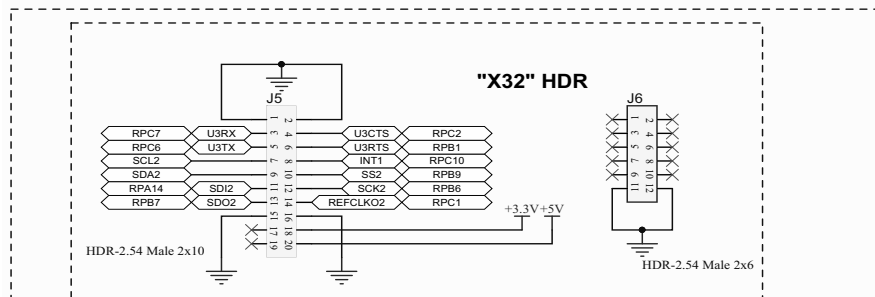 "X32" HDR
J5
J6
1 2
RPC7 U3RX 3 4 U3CTS RPC2
RPC6 U3TX 5 6 U3RTS RPB1
SCL2 7 8 INT1 RPC10
SDA2 9 10 SS2 RPB9
RPA14 SDI2 11 12 SCK2 RPB6
RPB7 SDO2 13 14 REFCLKO2 RPC1
15 16
17 18 +3.3V+5V
19 20
HDR-2.54 Male 2x10
1 2
3 4
5 6
7 8
9 10
11 12
HDR-2.54 Male 2x6